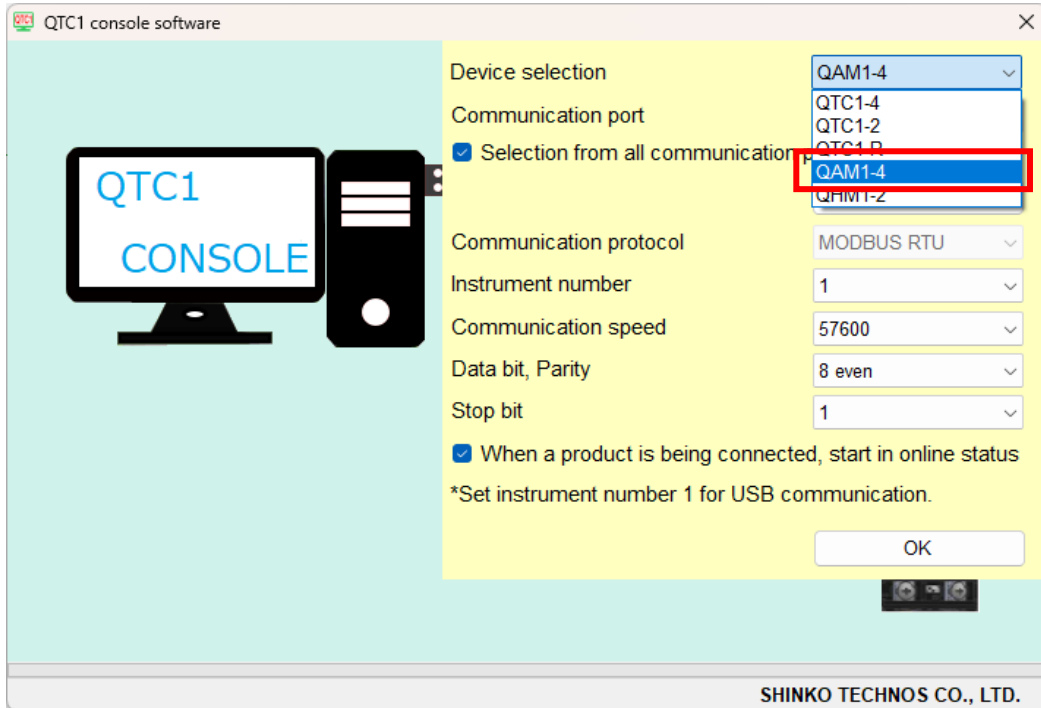 QTC1 console software
Device selection
QAM1-4
QTC1-4
QTC1-2
QTC1-R
QAM1-4
QHM1-2
Communication port
Selection from all communication
QTC1
CONSOLE
Communication protocol
MODBUS RTU
Instrument number
1
Communication speed
57600
Data bit, Parity
8 even
Stop bit
1
When a product is being connected, start in online status
*Set instrument number 1 for USB communication.
OK
SHINKO TECHNOS CO., LTD.